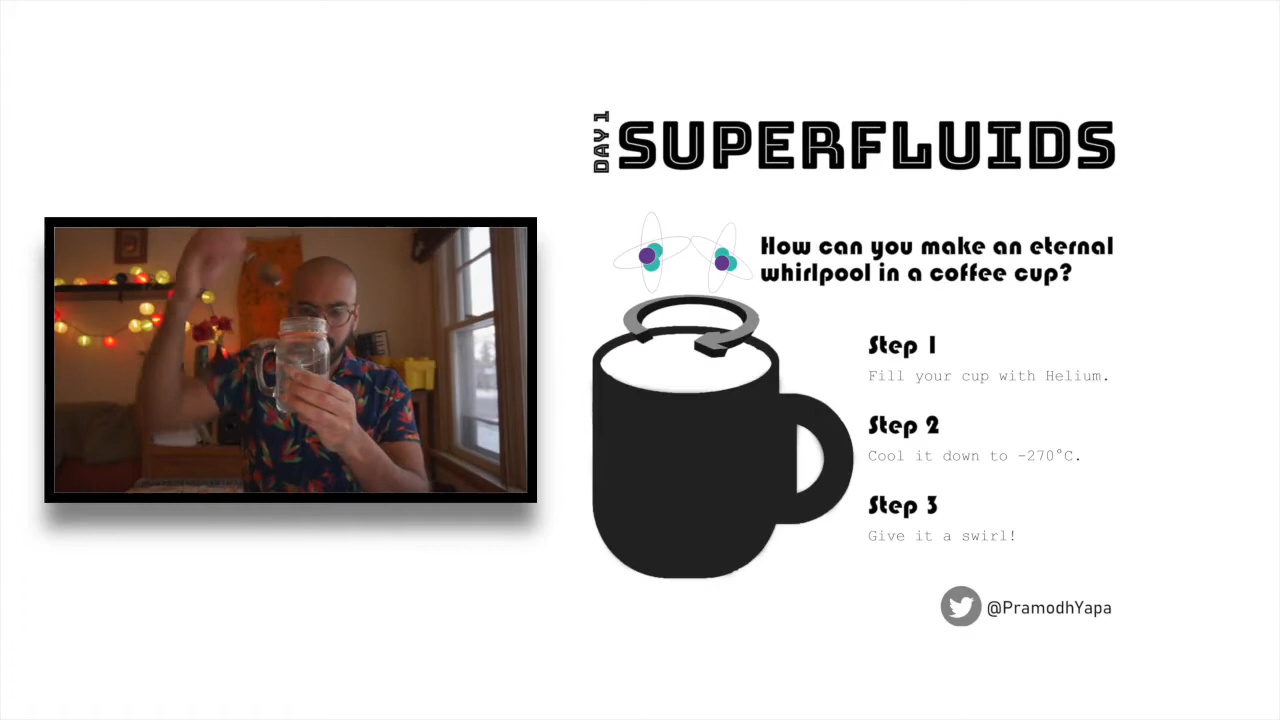 DAY 1
SUPERFLUIDS
How can you make an eternal
whirlpool in a coffee cup?
Step 1
Fill your cup with Helium.
Step 2
Cool it down to -270°C.
Step 3
Give it a swirl!
@PramodhYapa